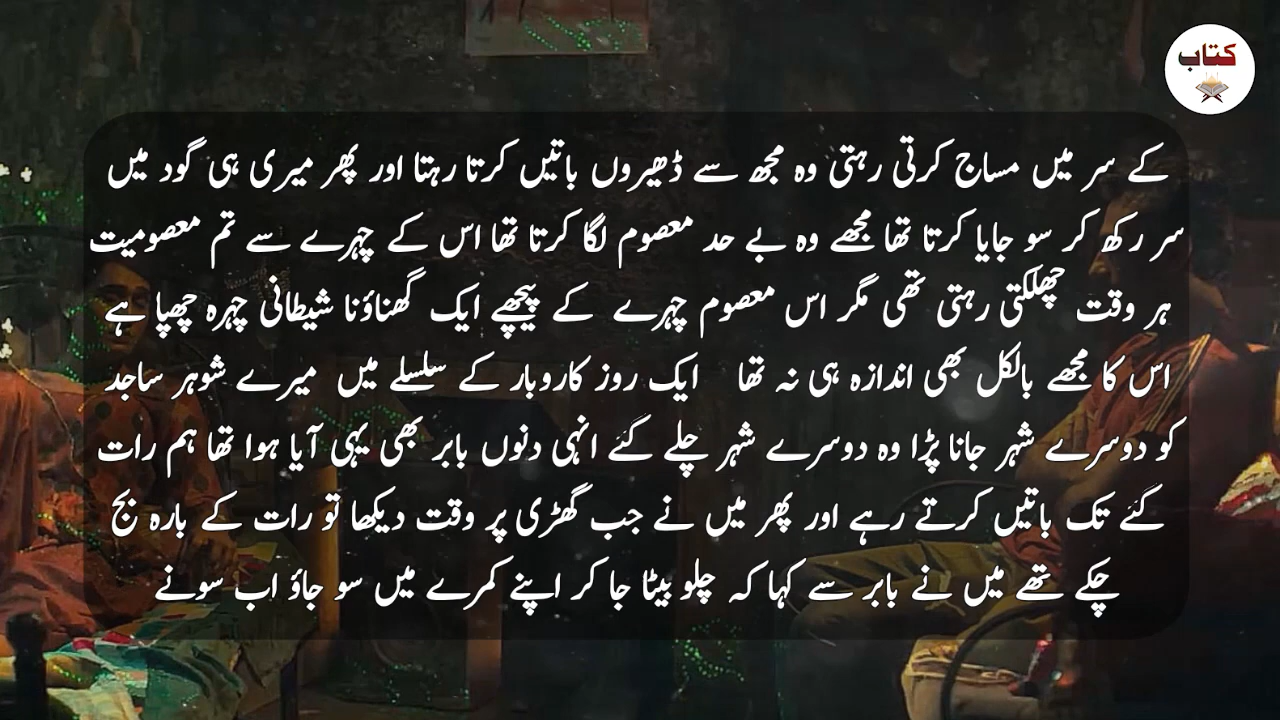 کتاب
کے سر میں مساج کرتی رہتی وہ مجھ سے ڈھیروں باتیں کرتا رہتا اور پھر میری ہی گود میں
سر رکھ کر سو جایا کرتا تھا مجھے وہ بے حد معصوم لگا کرتا تھا اس کے چہرے سے تم معصومیت
ہر وقت چھلکتی رہتی تھی مگر اس معصوم چہرے کے پیچھے ایک گھناؤنا شیطانی چہرہ چھپا ہے
اس کا مجھے بالکل بھی اندازہ ہی نہ تھا ایک روز کاروبار کے سلسلے میں میرے شوہر ساجد
کو دوسرے شہر جانا پڑا وہ دوسرے شہر چلے گئے انہی دنوں بابر بھی یہی آیا ہوا تھا ہم رات
گئے تک باتیں کرتے رہے اور پھر میں نے جب گھڑی پر وقت دیکھا تو رات کے بارہ بج
چکے تھے میں نے بابر سے کہا کہ چلو بیٹا جا کر اپنے کمرے میں سو جاؤ اب سونے